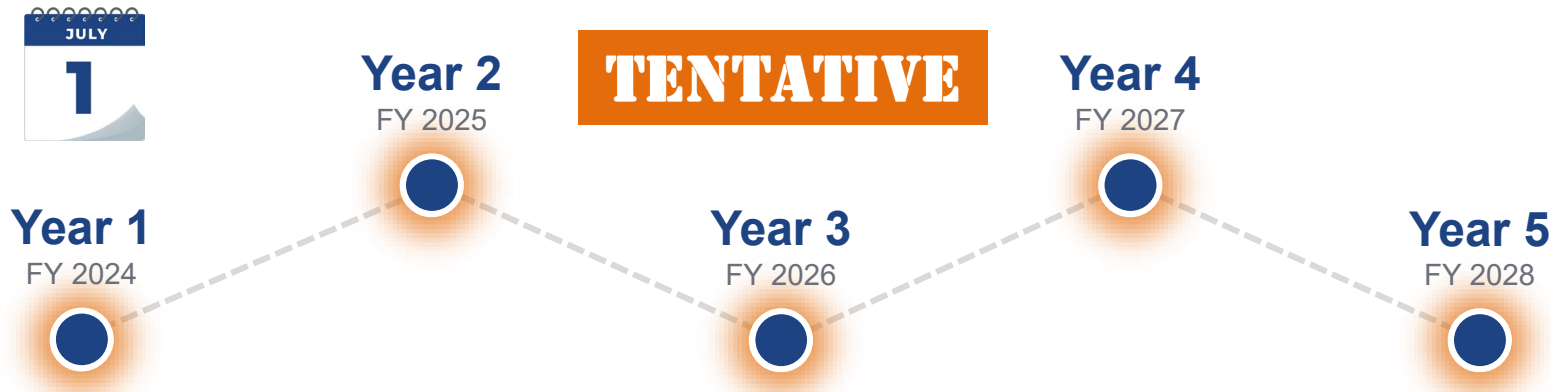 JULY
1
Year 1
FY 2024
Year 2
FY 2025
TENTATIVE
Year 3
FY 2026
Year 4
FY 2027
Year 5
FY 2028